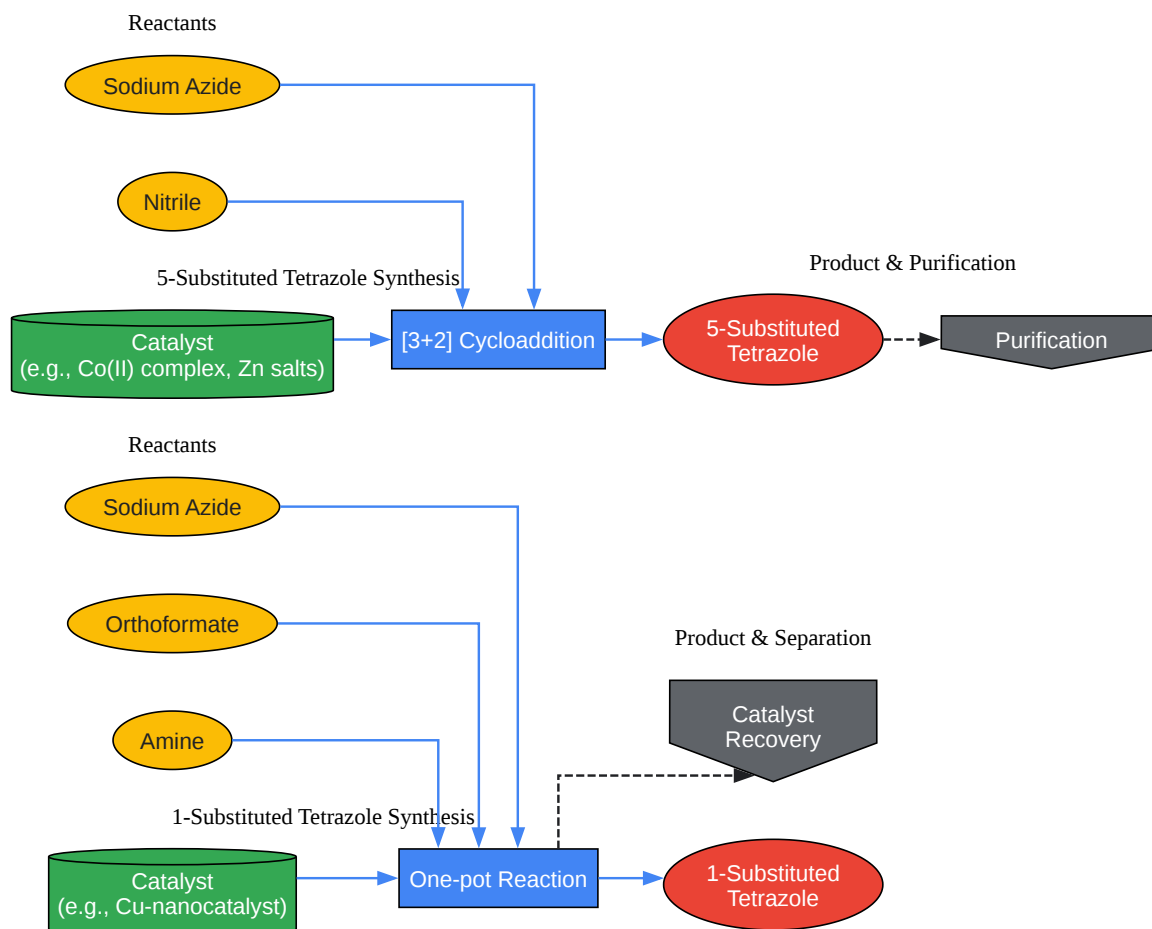 Reactants
Sodium Azide
Nitrile
5-Substituted Tetrazole Synthesis
Catalyst
(e.g., Co(II) complex, Zn salts)
[3+2] Cycloaddition
5-Substituted
Tetrazole
Product & Purification
Purification
Reactants
Sodium Azide
Orthoformate
Amine
1-Substituted Tetrazole Synthesis
Catalyst
(e.g., Cu-nanocatalyst)
One-pot Reaction
Product & Separation
Catalyst
Recovery
1-Substituted
Tetrazole